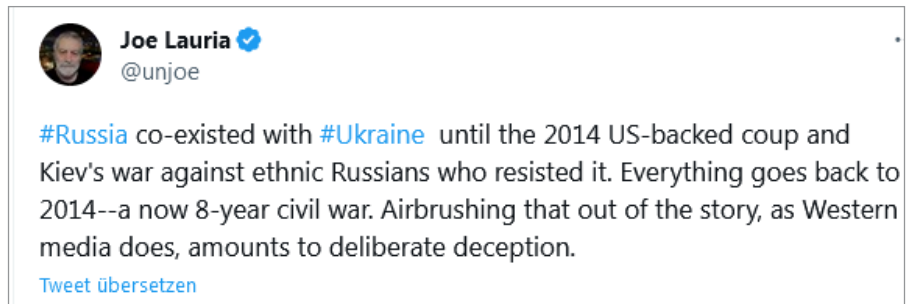 Joe Lauria
@unjoe
#Russia co-existed with #Ukraine until the 2014 US-backed coup and
Kiev's war against ethnic Russians who resisted it. Everything goes back to
2014--a now 8-year civil war. Airbrushing that out of the story, as Western
media does, amounts to deliberate deception.
Tweet übersetzen